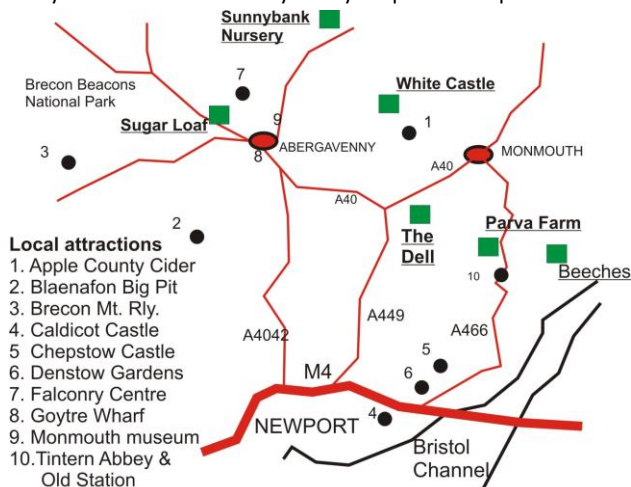 Sunnybank
Nursery
Brecon Beacons
National Park
7
White Castle
Sugar Loaf
9
1
3
8
ABERGAVENNY
MONMOUTH
A40
A40
2
The
Dell
Parva Farm
10
Beeches
Local attractions
1. Apple County Cider
2. Blaenafon Big Pit
3. Brecon Mt. Rly.
4. Caldicot Castle
5 Chepstow Castle
6. Denstow Gardens
7. Falconry Centre
8. Goytre Wharf
9. Monmouth museum
10.Tintern Abbey &
Old Station
A4042
A449
A466
M4
5
6
4
NEWPORT
Bristol
Channel